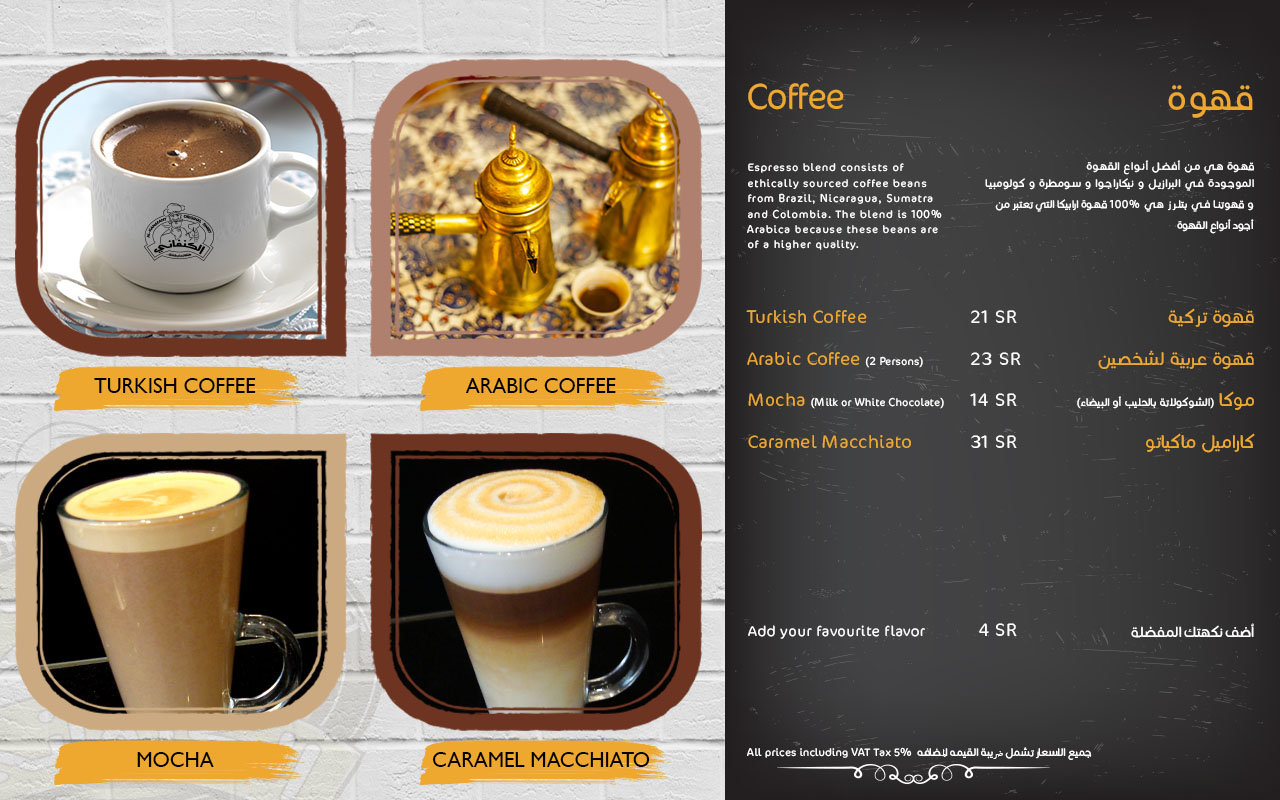 الكنفاني
TURKISH COFFEE
ARABIC COFFEE
MOCHA
CARAMEL MACCHIATO
Coffee
قهوة
Espresso blend consists of
ethically sourced coffee beans
from Brazil, Nicaragua, Sumatra
and Colombia. The blend is 100%
Arabica because these beans are
of a higher quality.
قهوة هي من أفضل أنواع القهوة
الموجودة في البرازيل و نيكاراجوا و سومطرة و كولومبيا
و قهوتنا في بتلرز هي 100% قهوة ارابيكا التي تعتبر من
أجود أنواع القهوة
Turkish Coffee 21 SR قهوة تركية
Arabic Coffee (2 Persons) 23 SR قهوة عربية لشخصين
Mocha (Milk or White Chocolate) 14 SR موكا (الشوكولاتة بالحليب أو البيضاء)
Caramel Macchiato 31 SR كاراميل ماكياتو
Add your favourite flavor 4 SR أضف نكهتك المفضلة
All prices including VAT Tax 5% جميع الاسعار تشمل ضريبة القيمه لاضافه